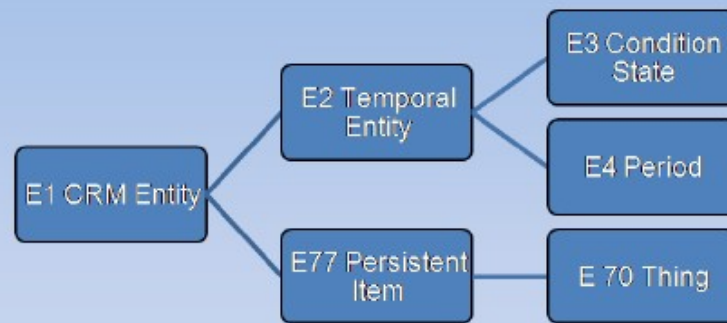 E3 Condition
State
E2 Temporal
Entity
E4 Period
E1 CRM Entity
E77 Persistent
Item
E 70 Thing